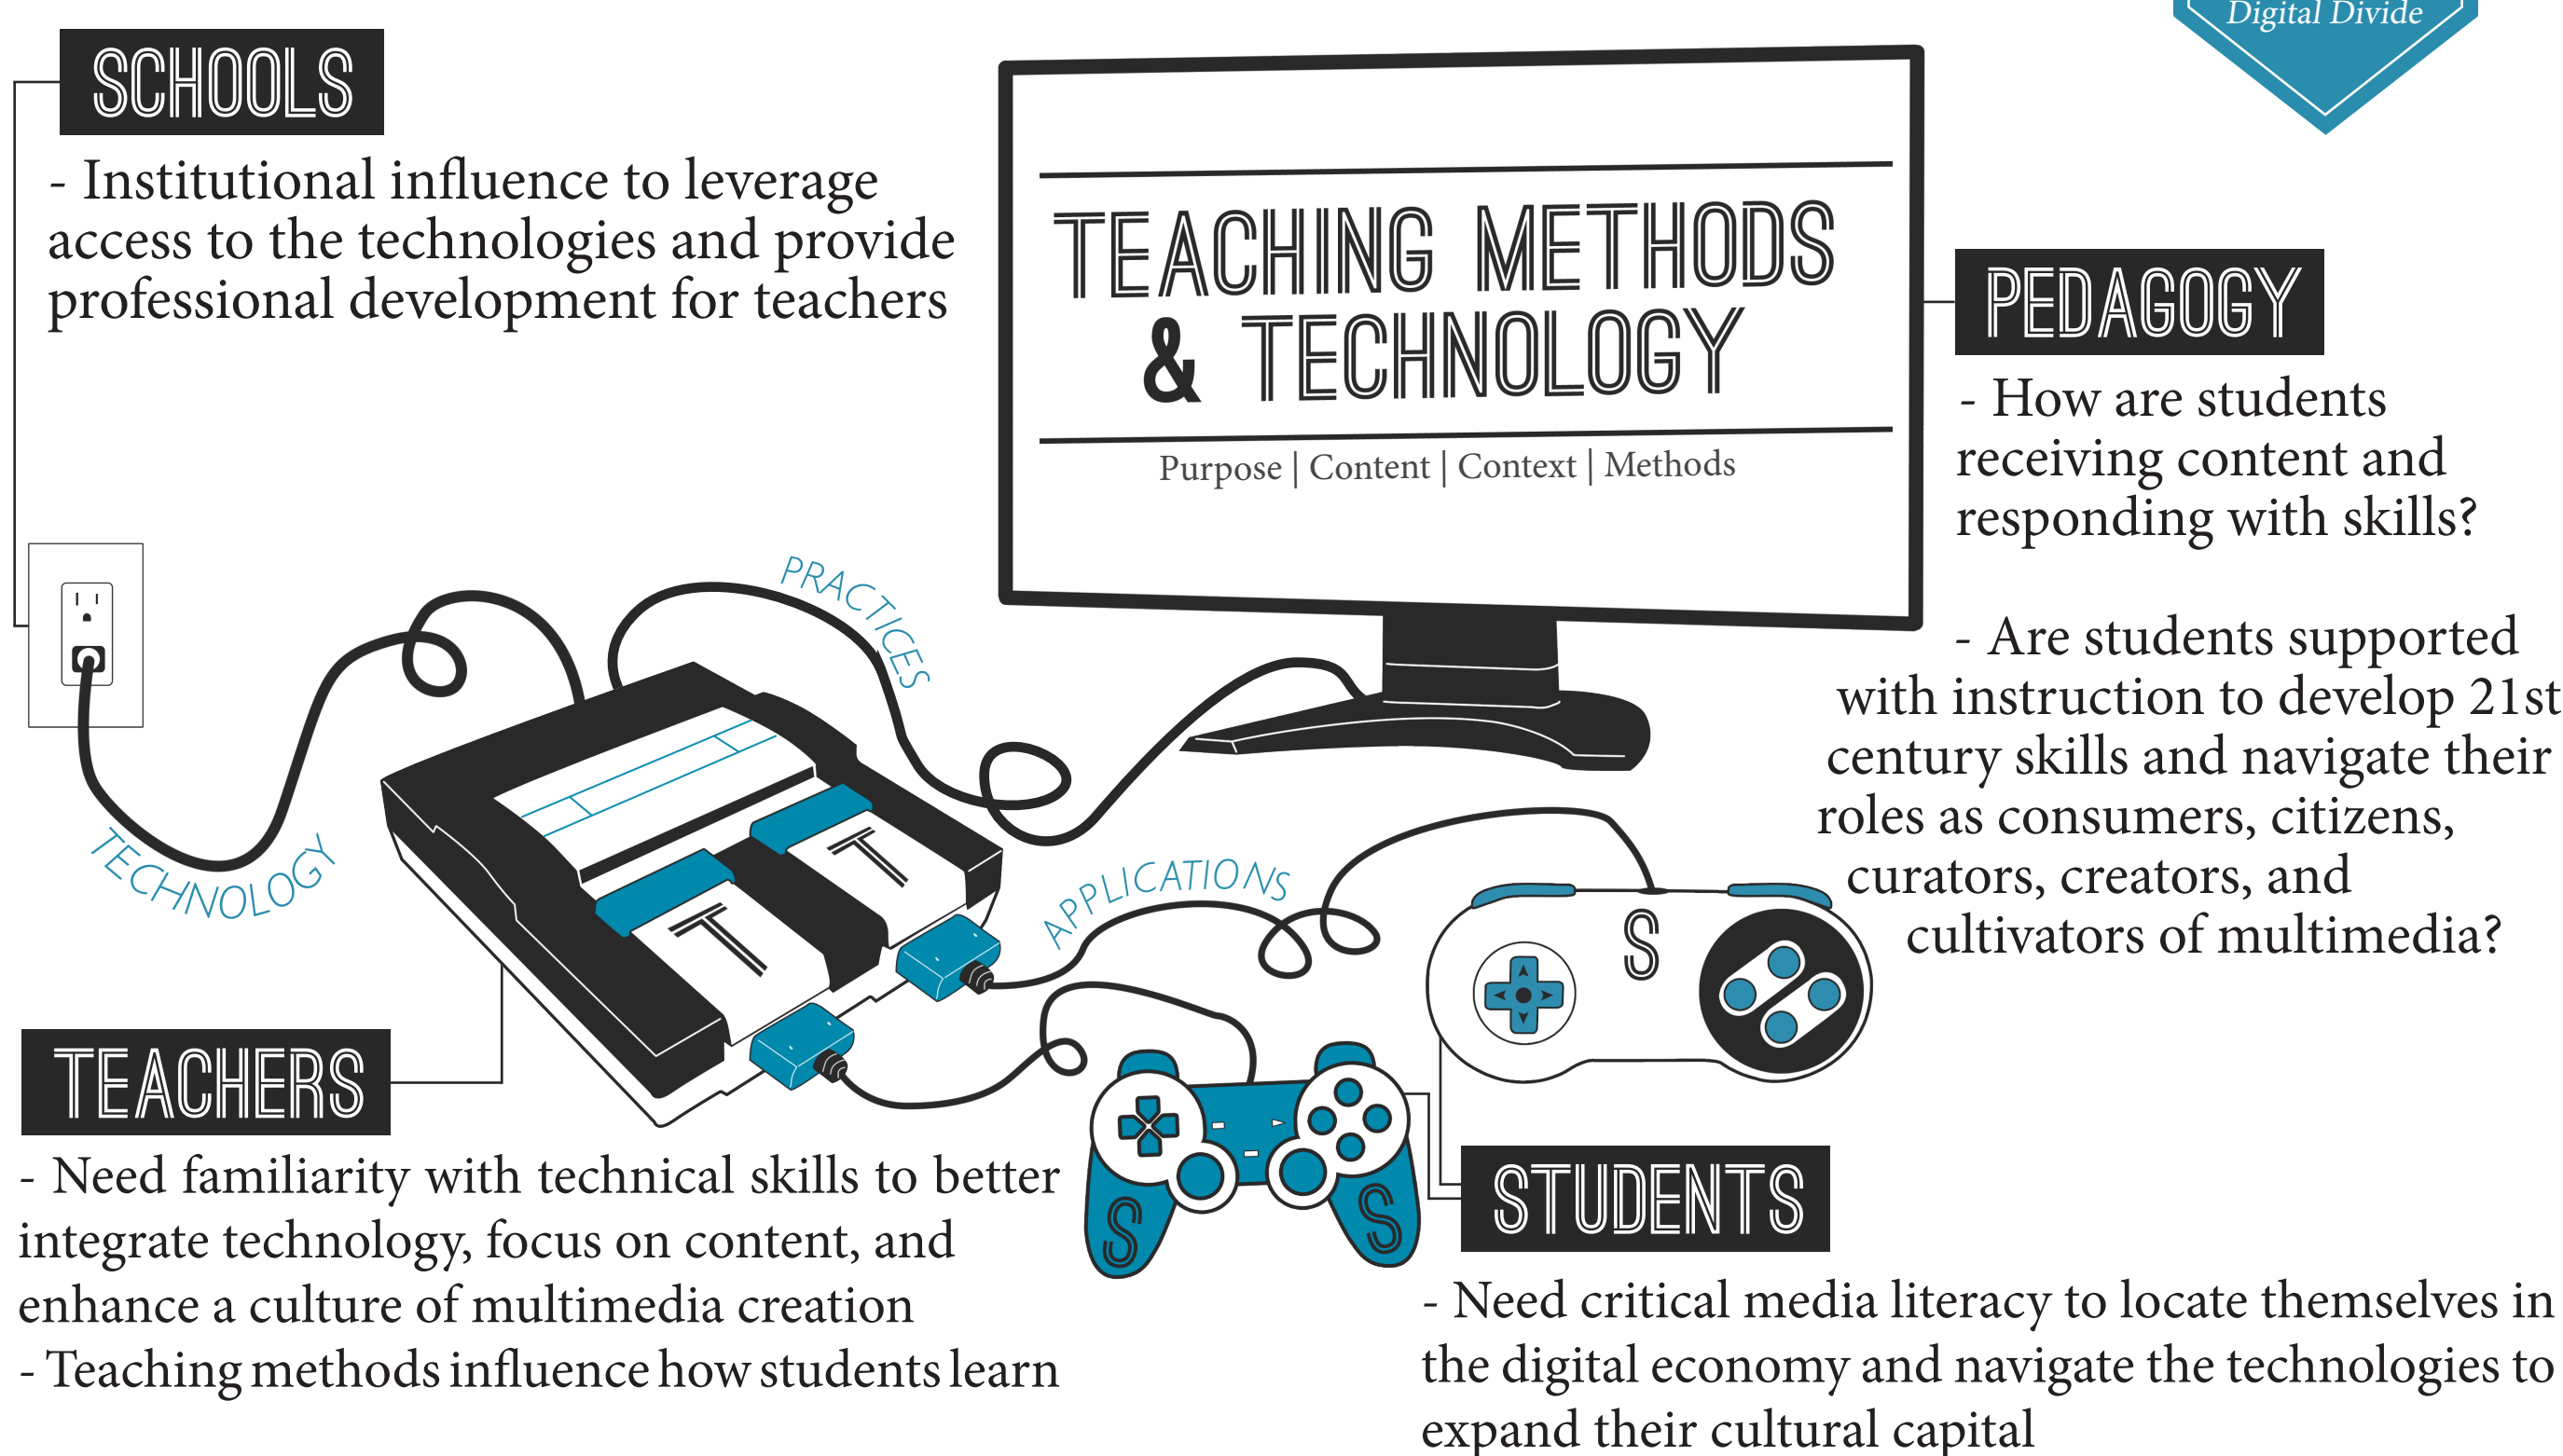 Digital Divide
SCHOOLS
- Institutional influence to leverage
access to the technologies and provide
professional development for teachers
TEACHING METHODS
& TECHNOLOGY
Purpose | Content | Context | Methods
PEDAGOGY
- How are students
receiving content and
responding with skills?
- Are students supported
with instruction to develop 21st
century skills and navigate their
roles as consumers, citizens,
curators, creators, and
cultivators of multimedia?
PRACTICES
TECHNOLOGY
APPLICATIONS
T
T
S
S
S
TEACHERS
- Need familiarity with technical skills to better
integrate technology, focus on content, and
enhance a culture of multimedia creation
- Teaching methods influence how students learn
STUDENTS
- Need critical media literacy to locate themselves in
the digital economy and navigate the technologies to
expand their cultural capital